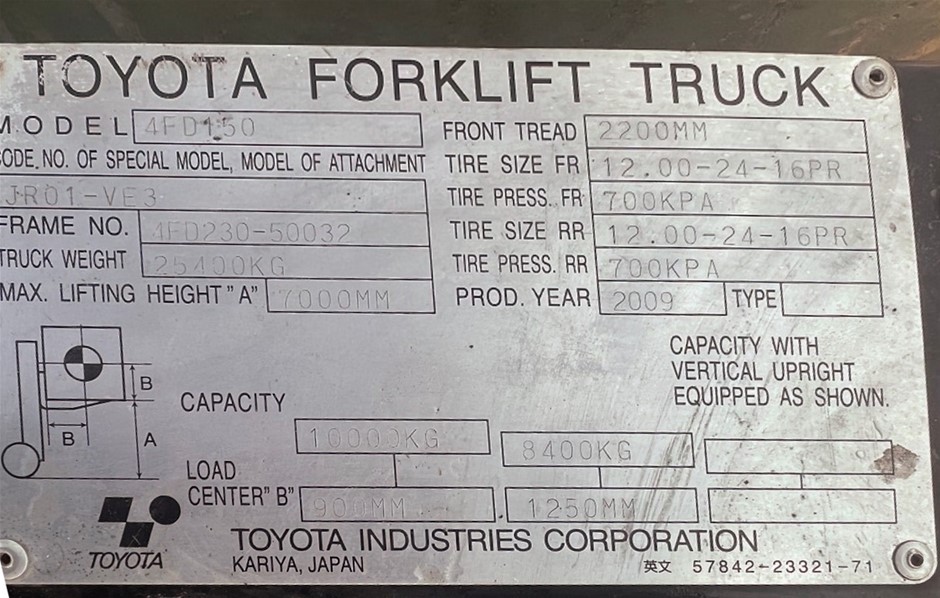 TOYOTA FORKLIFT TRUCK
MODEL 4FD150
CODE.NO. OF SPECIAL MODEL, MODEL OF ATTACHMENT
JR01-VE3
FRAME NO. 4FD230-50032
TRUCK WEIGHT 25400KG
MAX. LIFTING HEIGHT "A" 7000MM
FRONT TREAD 2200MM
TIRE SIZE FR 12.00-24-16PR
TIRE PRESS. FR 700KPA
TIRE SIZE RR 12.00-24-16PR
TIRE PRESS. RR 700KPA
PROD. YEAR 2009 TYPE
B
B
A
CAPACITY WITH
VERTICAL UPRIGHT
EQUIPPED AS SHOWN.
CAPACITY 10000KG 8400KG
LOAD
CENTER "B" 900MM 1250MM
TOYOTA
TOYOTA INDUSTRIES CORPORATION
KARIYA, JAPAN
英文 57842-23321-71